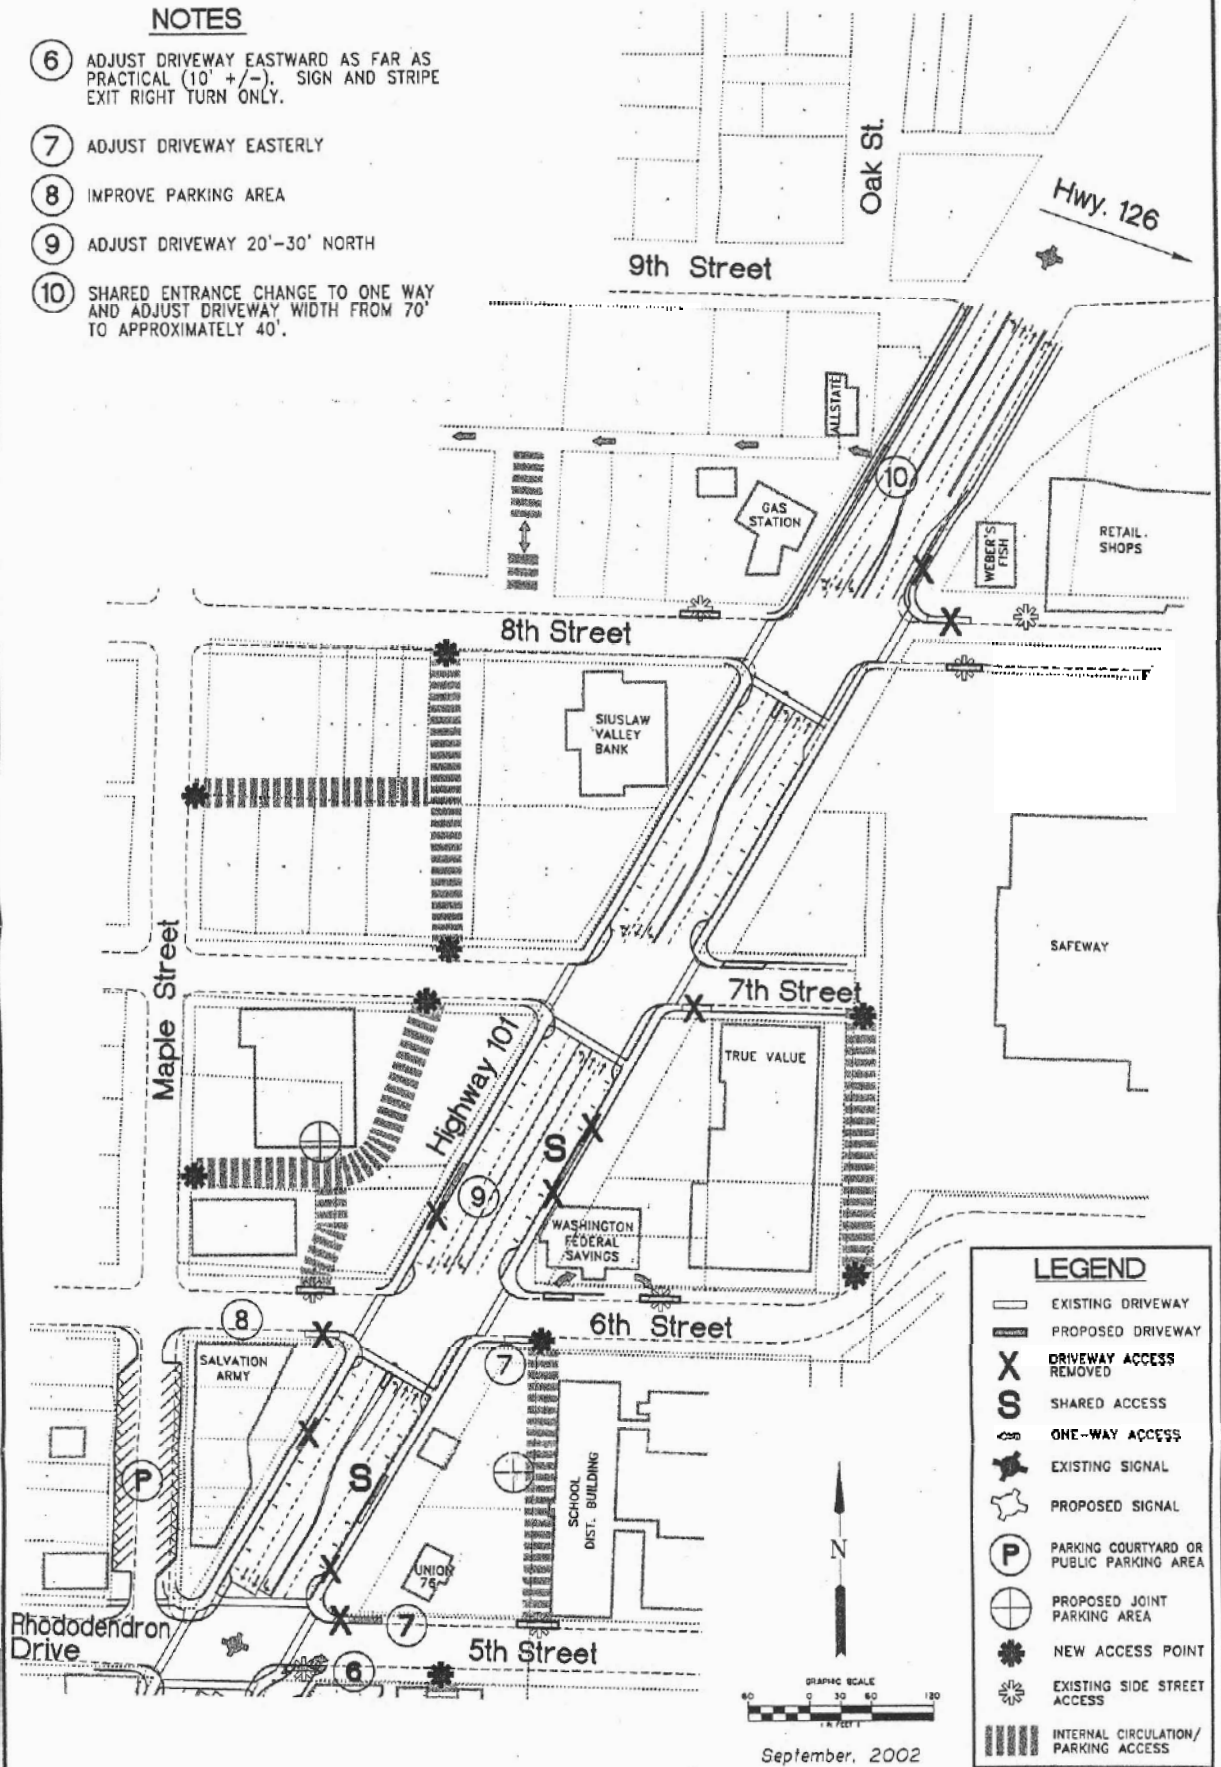 NOTES
6 ADJUST DRIVEWAY EASTWARD AS FAR AS
PRACTICAL (10' +/-). SIGN AND STRIPE
EXIT RIGHT TURN ONLY.
7 ADJUST DRIVEWAY EASTERLY
8 IMPROVE PARKING AREA
9 ADJUST DRIVEWAY 20'-30' NORTH
10 SHARED ENTRANCE CHANGE TO ONE WAY
AND ADJUST DRIVEWAY WIDTH FROM 70'
TO APPROXIMATELY 40'.
Oak St.
Hwy. 126
9th Street
ALLSTATE
10
GAS
STATION
WEBER'S
FISH
RETAIL
SHOPS
8th Street
X
X
SIUSLAW
VALLEY
BANK
Maple Street
SAFEWAY
7th Street
X
Highway 101
TRUE VALUE
X
S
X
9
X
WASHINGTON
FEDERAL
SAVINGS
6th Street
8
X
7
SALVATION
ARMY
X
P
S
SCHOOL
DIST. BUILDING
X
UNION
76
X
7
Rhododendron
Drive
5th Street
6
N
GRAPHIC SCALE
60 0 30 60 120
( IN FEET )
September, 2002
LEGEND
EXISTING DRIVEWAY
PROPOSED DRIVEWAY
X DRIVEWAY ACCESS
REMOVED
S SHARED ACCESS
ONE-WAY ACCESS
EXISTING SIGNAL
PROPOSED SIGNAL
P PARKING COURTYARD OR
PUBLIC PARKING AREA
PROPOSED JOINT
PARKING AREA
NEW ACCESS POINT
EXISTING SIDE STREET
ACCESS
INTERNAL CIRCULATION/
PARKING ACCESS